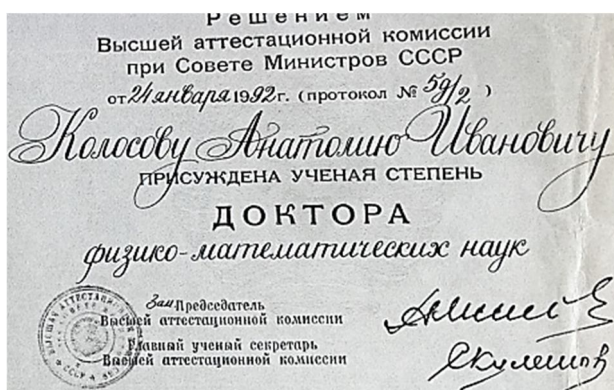 Решением
Высшей аттестационной комиссии
при Совете Министров СССР
от 24 января 1992 г. (протокол № 5д/2 )
Колосову Анатолию Ивановичу
ПРИСУЖДЕНА УЧЕНАЯ СТЕПЕНЬ
ДОКТОРА
физико-математических наук
Зам. Председатель
Высшей аттестационной комиссии
Главный ученый секретарь
Высшей аттестационной комиссии